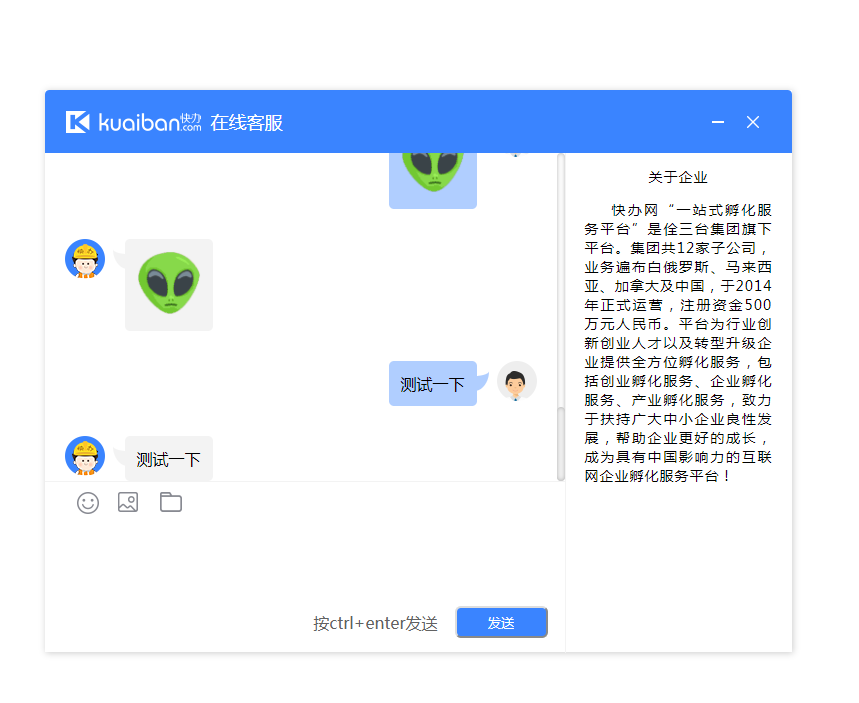 kuaiban快办.com 在线客服
关于企业
快办网“一站式孵化服
务平台”是佺三台集团旗下
平台。集团共12家子公司，
业务遍布白俄罗斯、马来西
亚、加拿大及中国，于2014
年正式运营，注册资金500
万元人民币。平台为行业创
新创业人才以及转型升级企
业提供全方位孵化服务，包
括创业孵化服务、企业孵化
服务、产业孵化服务，致力
于扶持广大中小企业良性发
展，帮助企业更好的成长，
成为具有中国影响力的互联
网企业孵化服务平台！
测试一下
测试一下
按ctrl+enter发送
发送